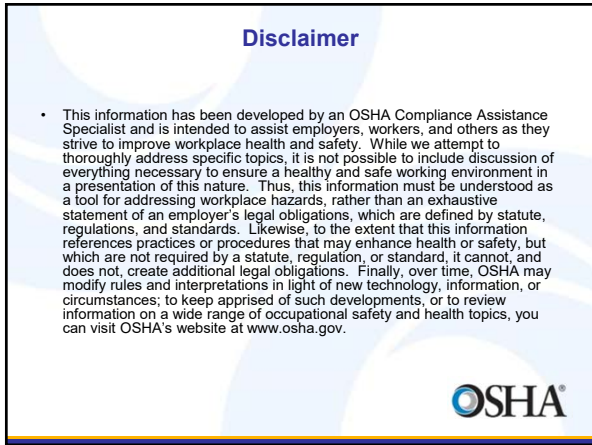 Disclaimer
• This information has been developed by an OSHA Compliance Assistance
Specialist and is intended to assist employers, workers, and others as they
strive to improve workplace health and safety. While we attempt to
thoroughly address specific topics, it is not possible to include discussion of
everything necessary to ensure a healthy and safe working environment in
a presentation of this nature. Thus, this information must be understood as
a tool for addressing workplace hazards, rather than an exhaustive
statement of an employer's legal obligations, which are defined by statute,
regulations, and standards. Likewise, to the extent that this information
references practices or procedures that may enhance health or safety, but
which are not required by a statute, regulation, or standard, it cannot, and
does not, create additional legal obligations. Finally, over time, OSHA may
modify rules and interpretations in light of new technology, information, or
circumstances; to keep apprised of such developments, or to review
information on a wide range of occupational safety and health topics, you
can visit OSHA's website at www.osha.gov.
OSHA®